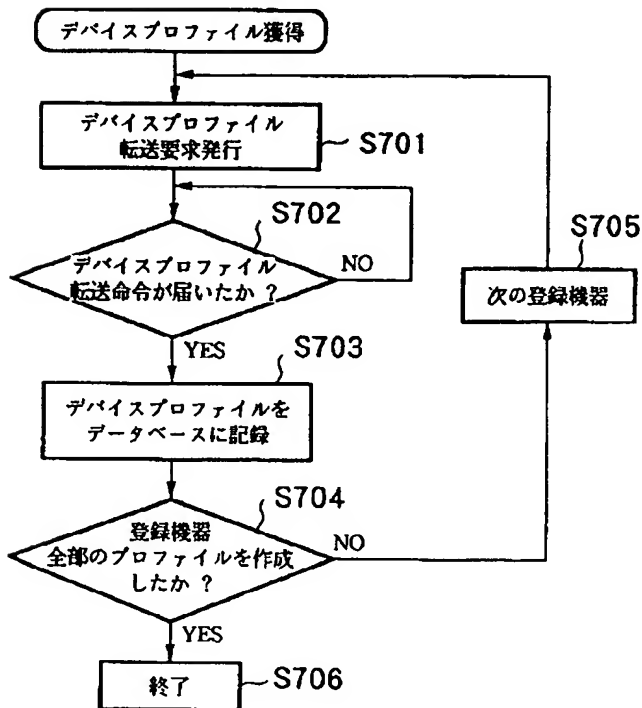 デバイスプロファイル獲得
デバイスプロファイル
転送要求発行
S701
S702
デバイスプロファイル
転送命令が届いたか ?
NO
YES
S703
デバイスプロファイルを
データベースに記録
S704
登録機器
全部のプロファイルを作成
したか ?
NO
YES
S705
次の登録機器
終了
S706